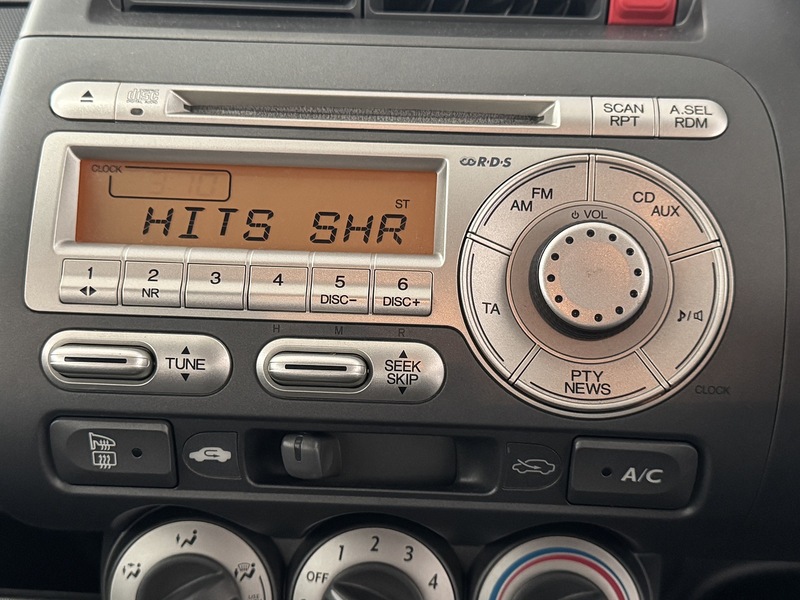 disc
SCAN
RPT
A.SEL
RDM
CLOCK
ST
HITS SHR
R·D·S
FM
AM
CD
AUX
VOL
TA
PTY
NEWS
CLOCK
1
2
NR
3
4
5
DISC−
6
DISC+
H
M
R
TUNE
SEEK
SKIP
A/C
OFF
1
2
3
4